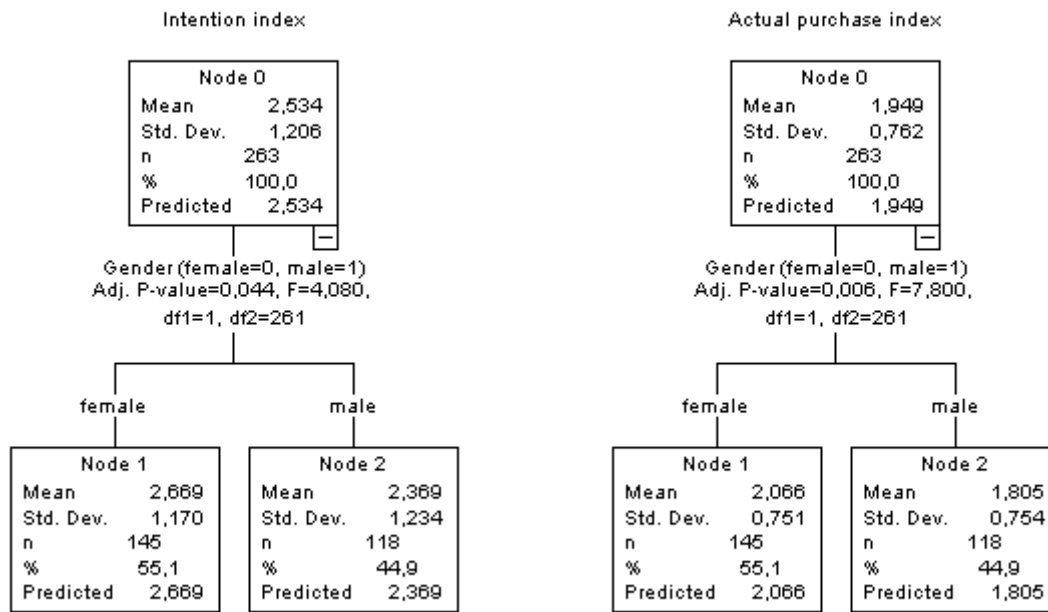 Intention index
Node 0
Mean 2,534
Std. Dev. 1,206
n 263
% 100,0
Predicted 2,534
Gender (female=0, male=1)
Adj. P-value=0,044, F=4,080,
df1=1, df2=261
female
male
Node 1
Mean 2,669
Std. Dev. 1,170
n 145
% 55,1
Predicted 2,669
Node 2
Mean 2,369
Std. Dev. 1,234
n 118
% 44,9
Predicted 2,369
Actual purchase index
Node 0
Mean 1,949
Std. Dev. 0,762
n 263
% 100,0
Predicted 1,949
Gender (female=0, male=1)
Adj. P-value=0,006, F=7,800,
df1=1, df2=261
female
male
Node 1
Mean 2,066
Std. Dev. 0,751
n 145
% 55,1
Predicted 2,066
Node 2
Mean 1,805
Std. Dev. 0,754
n 118
% 44,9
Predicted 1,805